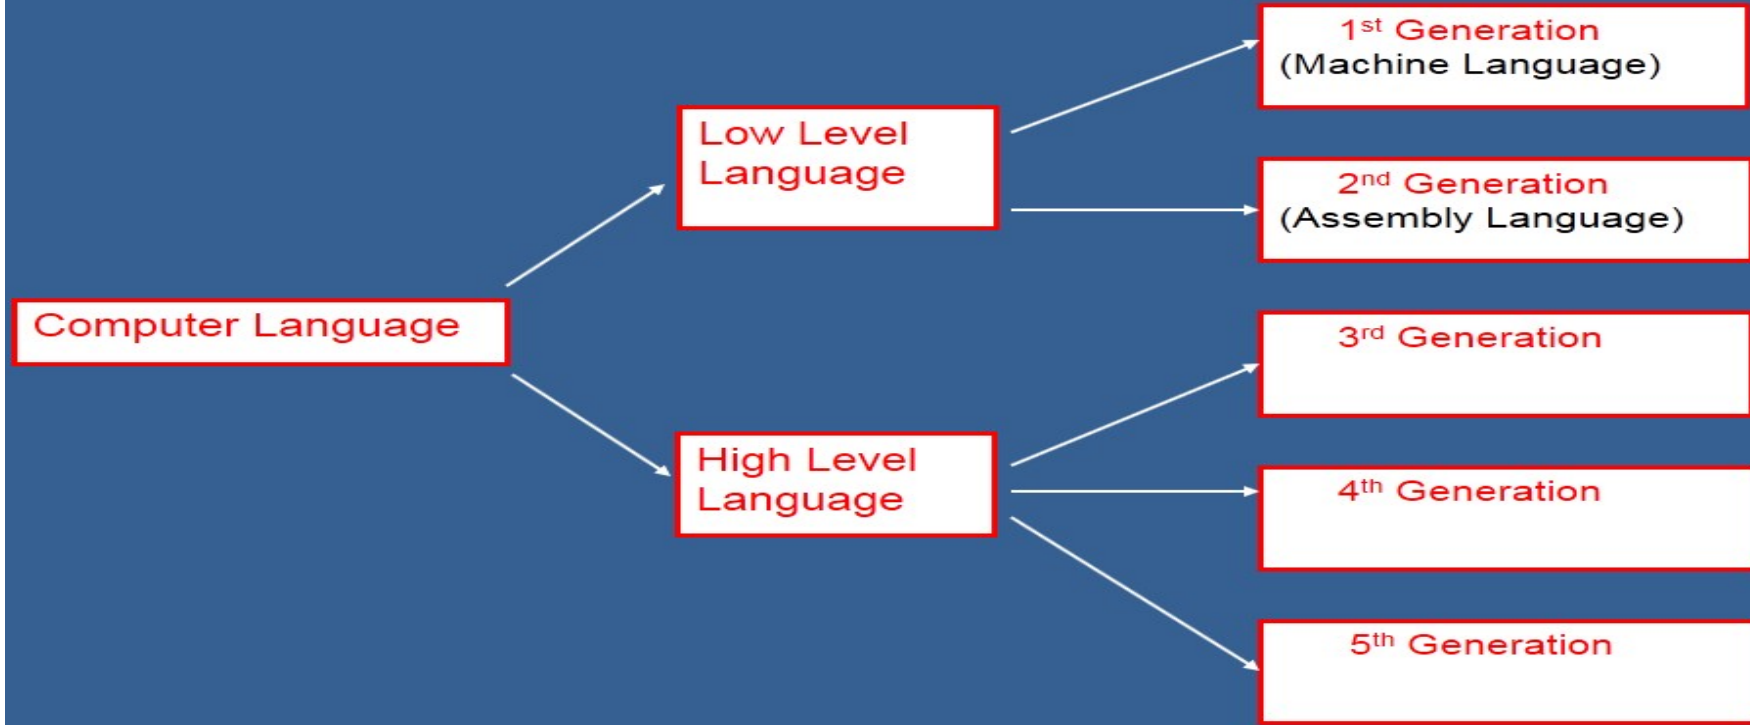 Computer Language
Low Level
Language
High Level
Language
1st Generation
(Machine Language)
2nd Generation
(Assembly Language)
3rd Generation
4th Generation
5th Generation